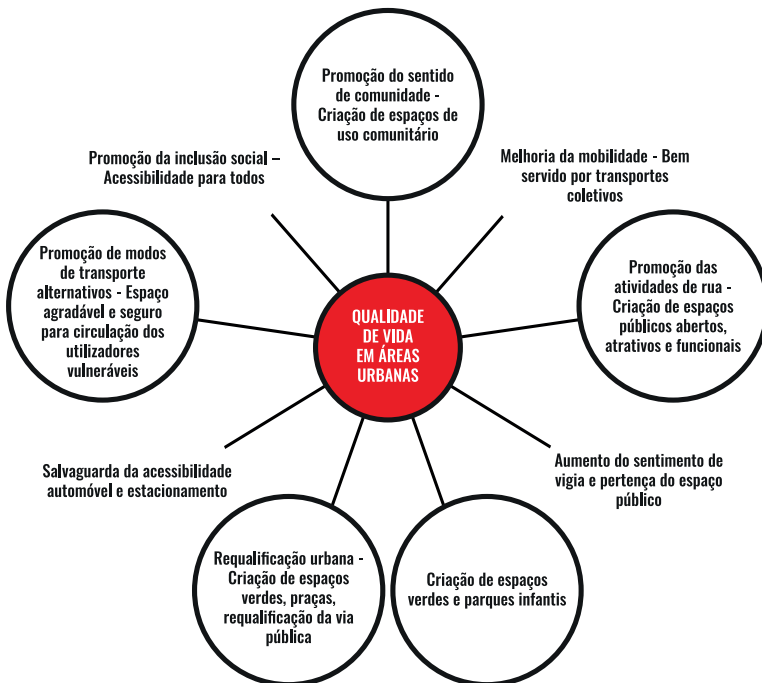 Promoção do sentido
de comunidade -
Criação de espaços de
uso comunitário
Promoção da inclusão social –
Acessibilidade para todos
Melhoria da mobilidade - Bem
servido por transportes
coletivos
Promoção de modos
de transporte
alternativos - Espaço
agradável e seguro
para circulação dos
utilizadores
vulneráveis
QUALIDADE
DE VIDA
EM ÁREAS
URBANAS
Promoção das
atividades de rua -
Criação de espaços
públicos abertos,
atrativos e funcionais
Salvaguarda da acessibilidade
automóvel e estacionamento
Aumento do sentimento de
vigia e pertença do espaço
público
Requalificação urbana -
Criação de espaços
verdes, praças,
requalificação da via
pública
Criação de espaços
verdes e parques infantis